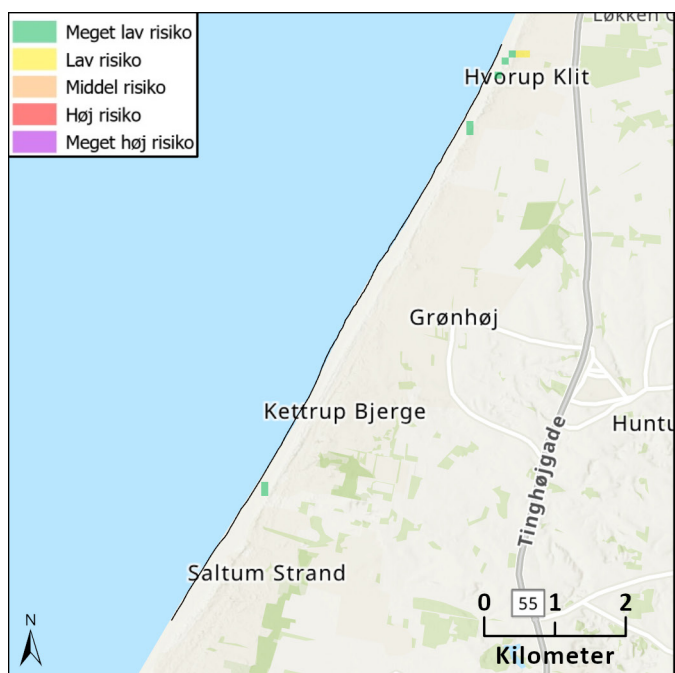 Meget lav risiko
Lav risiko
Middel risiko
Høj risiko
Meget høj risiko
Løkken
Hvorup Klit
Grønhøj
Kettrup Bjerge
Huntu
Tinghøjgade
Saltum Strand
55
0 1 2
Kilometer
N